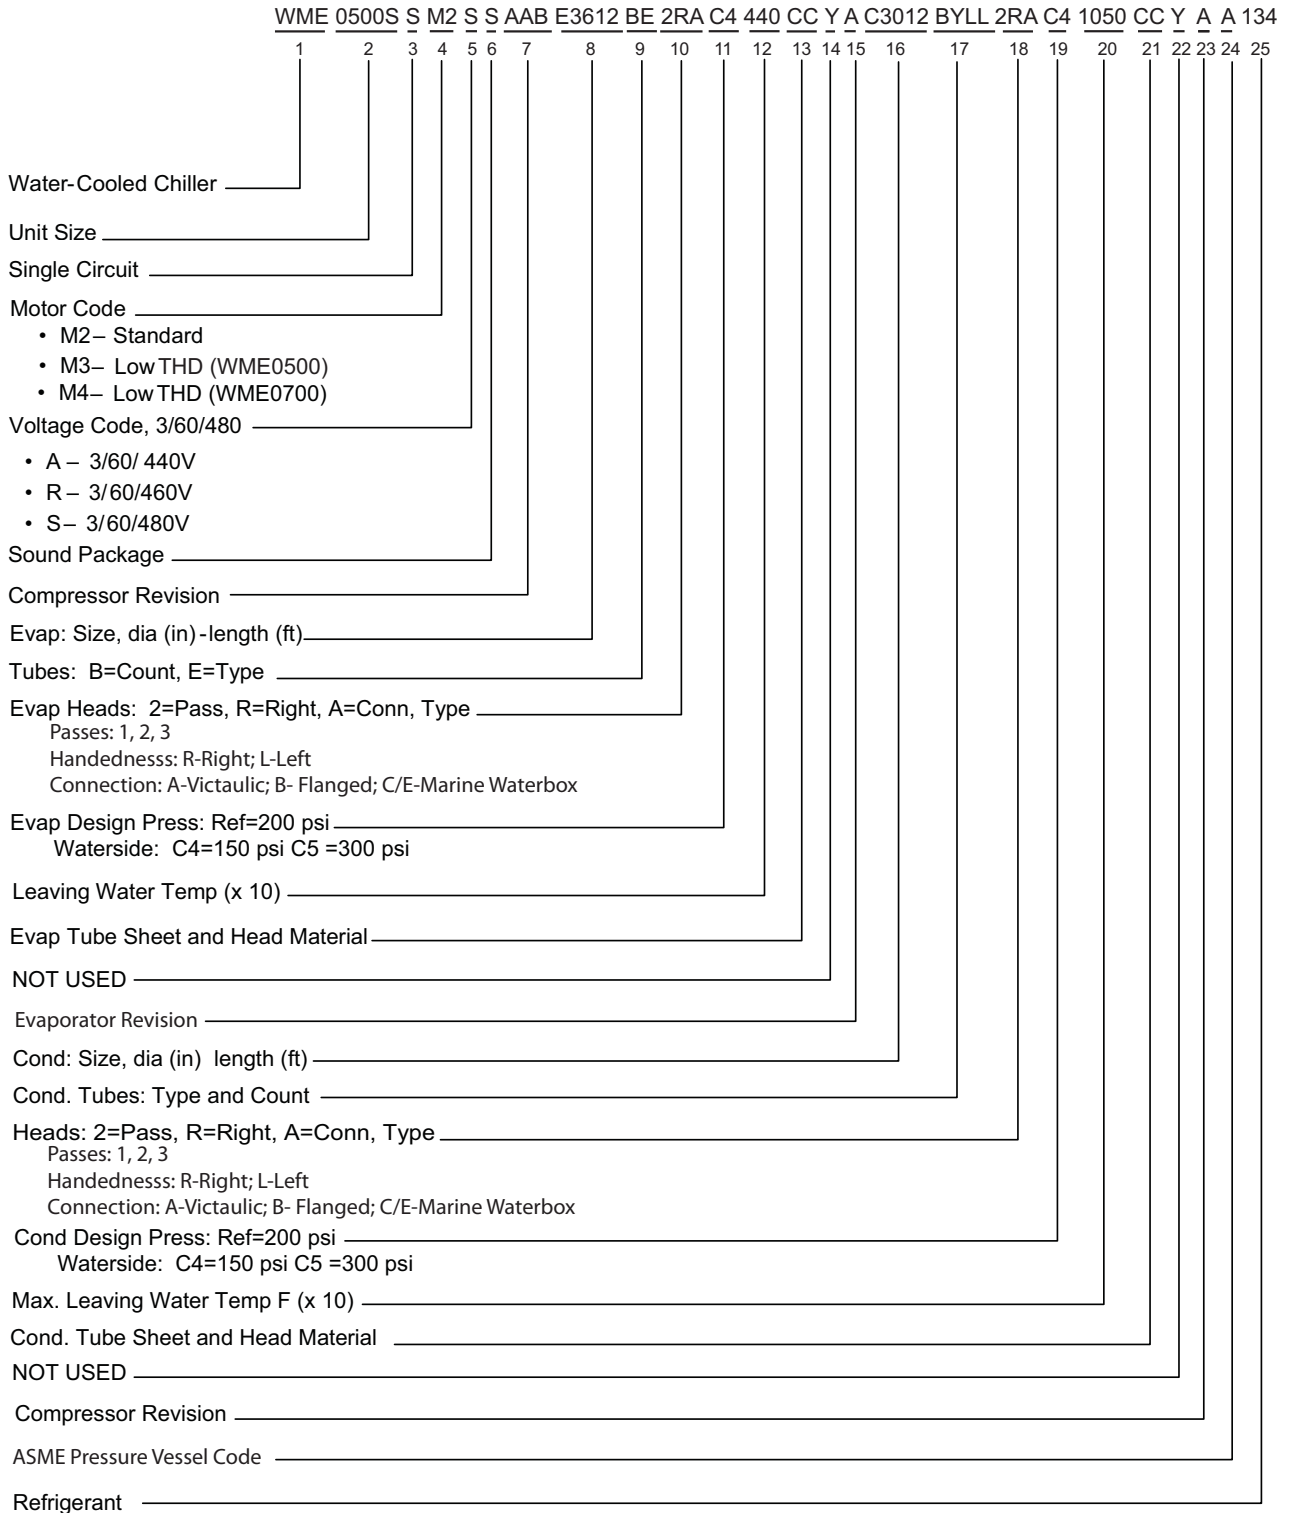 WME 0500S S M2 S S AAB E3612 BE 2RA C4 440 CC Y A C3012 BYLL 2RA C4 1050 CC Y A A 134
1 2 3 4 5 6 7 8 9 10 11 12 13 14 15 16 17 18 19 20 21 22 23 24 25
Water-Cooled Chiller
Unit Size
Single Circuit
Motor Code
• M2– Standard
• M3– Low THD (WME0500)
• M4– Low THD (WME0700)
Voltage Code, 3/60/480
• A – 3/60/ 440V
• R – 3/60/460V
• S– 3/60/480V
Sound Package
Compressor Revision
Evap: Size, dia (in) -length (ft)
Tubes: B=Count, E=Type
Evap Heads: 2=Pass, R=Right, A=Conn, Type
Passes: 1, 2, 3
Handednesss: R-Right; L-Left
Connection: A-Victaulic; B- Flanged; C/E-Marine Waterbox
Evap Design Press: Ref=200 psi
Waterside: C4=150 psi C5 =300 psi
Leaving Water Temp (x 10)
Evap Tube Sheet and Head Material
NOT USED
Evaporator Revision
Cond: Size, dia (in) length (ft)
Cond. Tubes: Type and Count
Heads: 2=Pass, R=Right, A=Conn, Type
Passes: 1, 2, 3
Handednesss: R-Right; L-Left
Connection: A-Victaulic; B- Flanged; C/E-Marine Waterbox
Cond Design Press: Ref=200 psi
Waterside: C4=150 psi C5 =300 psi
Max. Leaving Water Temp F (x 10)
Cond. Tube Sheet and Head Material
NOT USED
Compressor Revision
ASME Pressure Vessel Code
Refrigerant